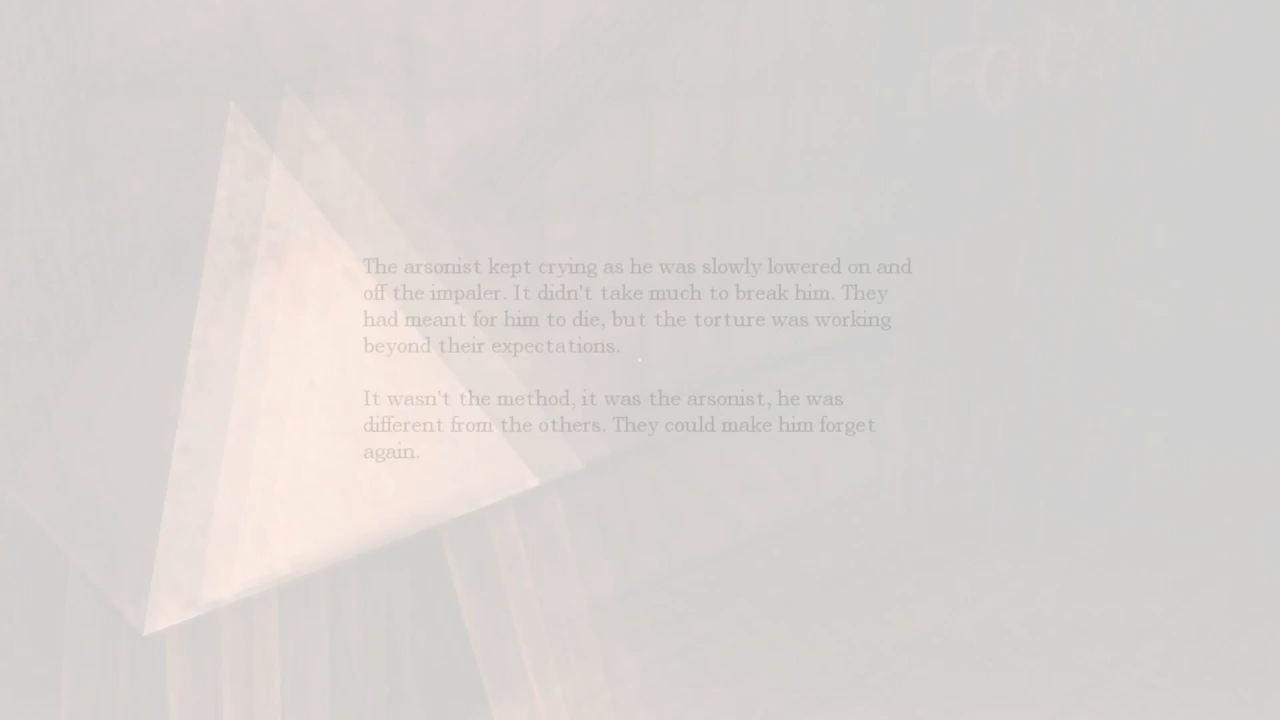 The arsonist kept crying as he was slowly lowered on and
off the impaler. It didn't take much to break him. They
had meant for him to die, but the torture was working
beyond their expectations.
It wasn't the method, it was the arsonist, he was
different from the others. They could make him forget
again.